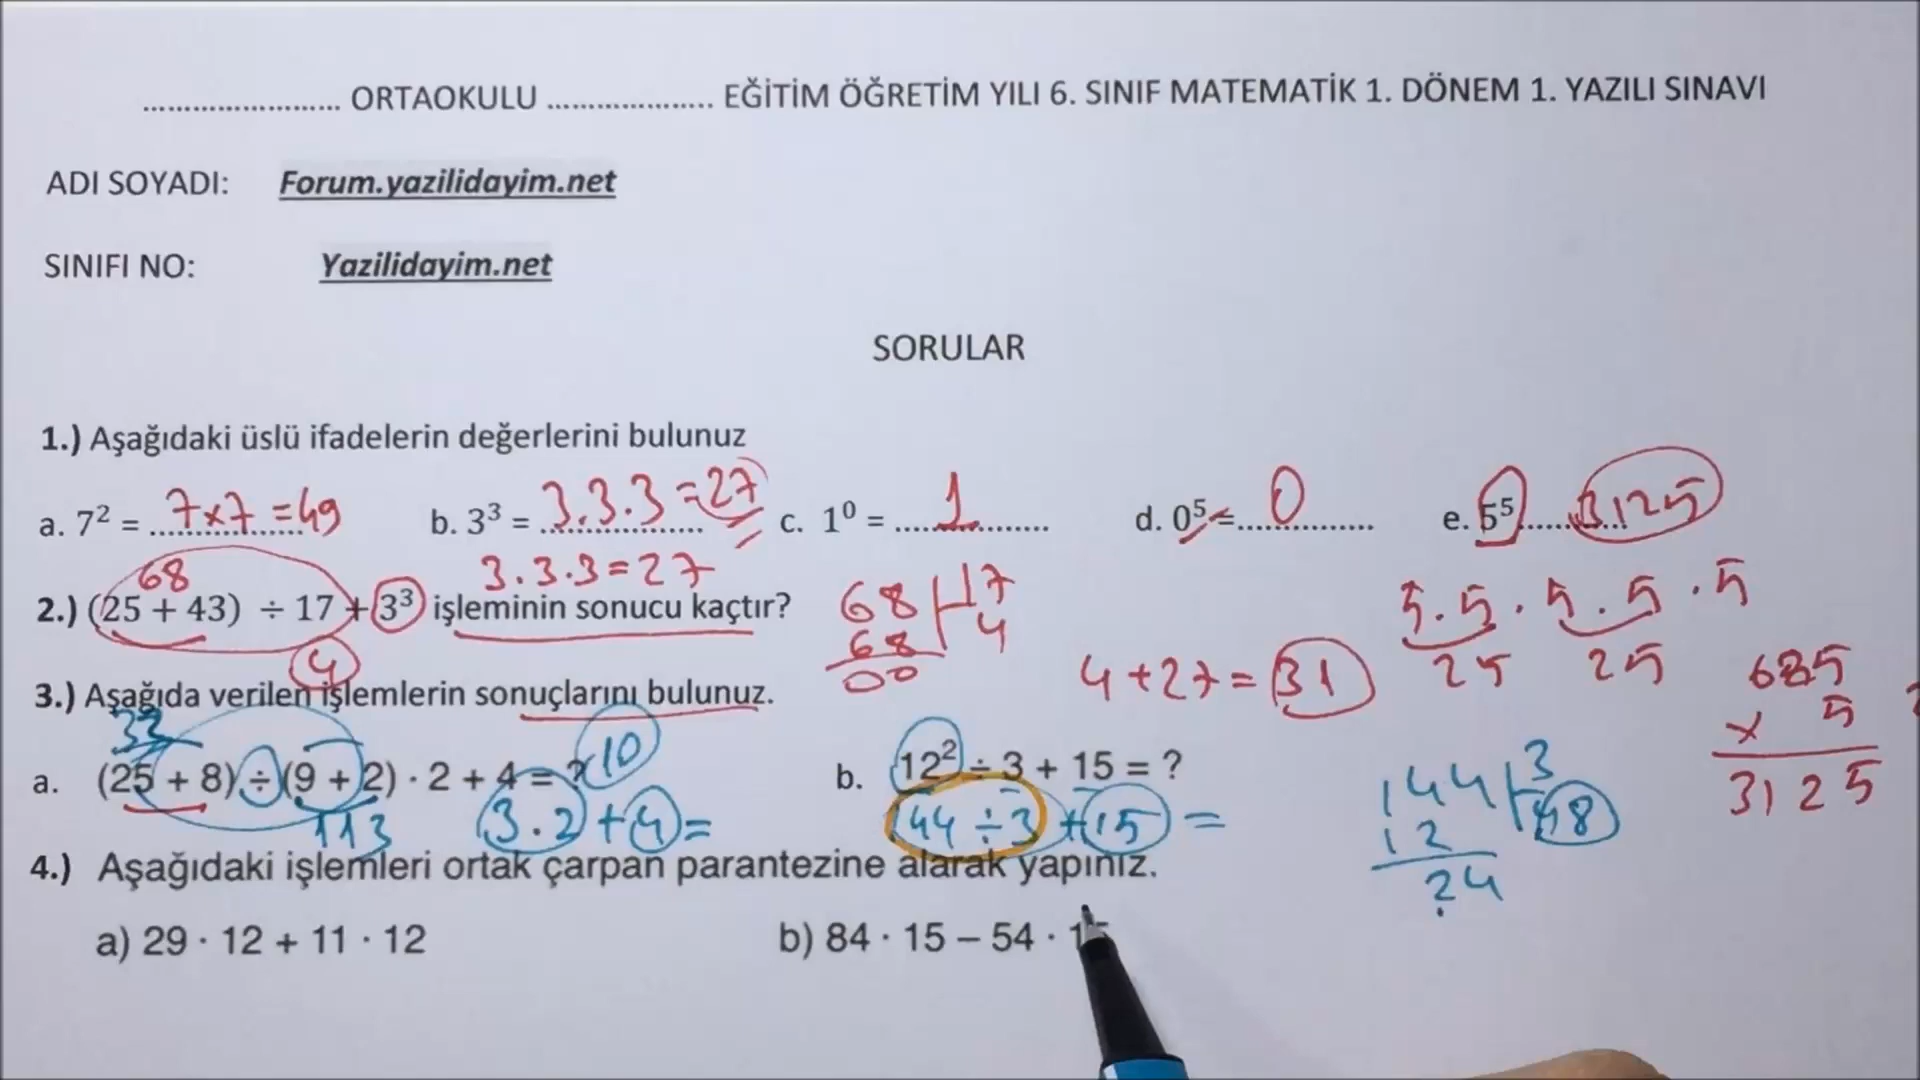 ........................ ORTAOKULU .................... EĞİTİM ÖĞRETİM YILI 6. SINIF MATEMATİK 1. DÖNEM 1. YAZILI SINAVI
ADI SOYADI: Forum.yazilidayim.net
SINIFI NO: Yazilidayim.net
SORULAR
1.) Aşağıdaki üslü ifadelerin değerlerini bulunuz
a. 7² = 7x7 = 49 b. 3³ = 3.3.3 = 27 c. 1⁰ = 1 d. 0⁵ = 0 e. 5⁵ 3125
68 3.3.3=27 68 17 5.5.5.5.5
2.) (25 + 43) ÷ 17 + 3³ işleminin sonucu kaçtır? 68 4
4 00 4+27=31 25 25 685
3.) Aşağıda verilen işlemlerin sonuçlarını bulunuz. x 5
33 10 3125
a. (25 + 8) ÷ (9 + 2) · 2 + 4 = ? b. 12² ÷ 3 + 15 = ? 144 3
11 3 3.2+4= 144÷3+15= 12 48
4.) Aşağıdaki işlemleri ortak çarpan parantezine alarak yapınız. 24
a) 29 · 12 + 11 · 12 b) 84 · 15 – 54 ·